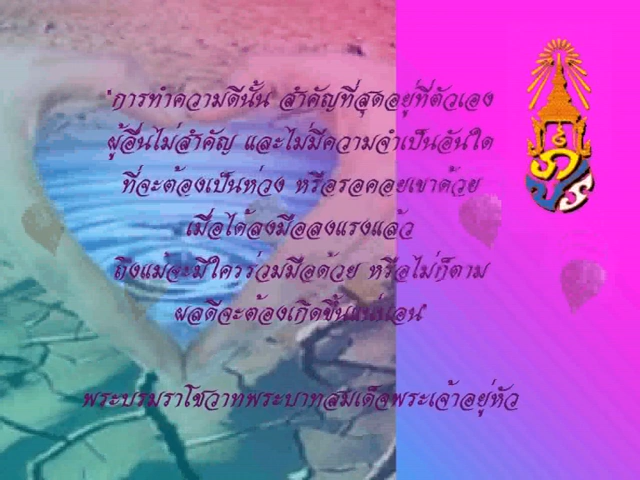 "การทำความดีนั้น สำคัญที่สุดอยู่ที่ตัวเอง
ผู้อื่นไม่สำคัญ และไม่มีความจำเป็นอันใด
ที่จะต้องเป็นห่วง หรือรอคอยเขาด้วย
เมื่อได้ลงมือลงแรงแล้ว
ถึงแม้จะมีใครร่วมมือด้วย หรือไม่ก็ตาม
ผลดีจะต้องเกิดขึ้นแน่นอน"
พระบรมราโชวาทพระบาทสมเด็จพระเจ้าอยู่หัว